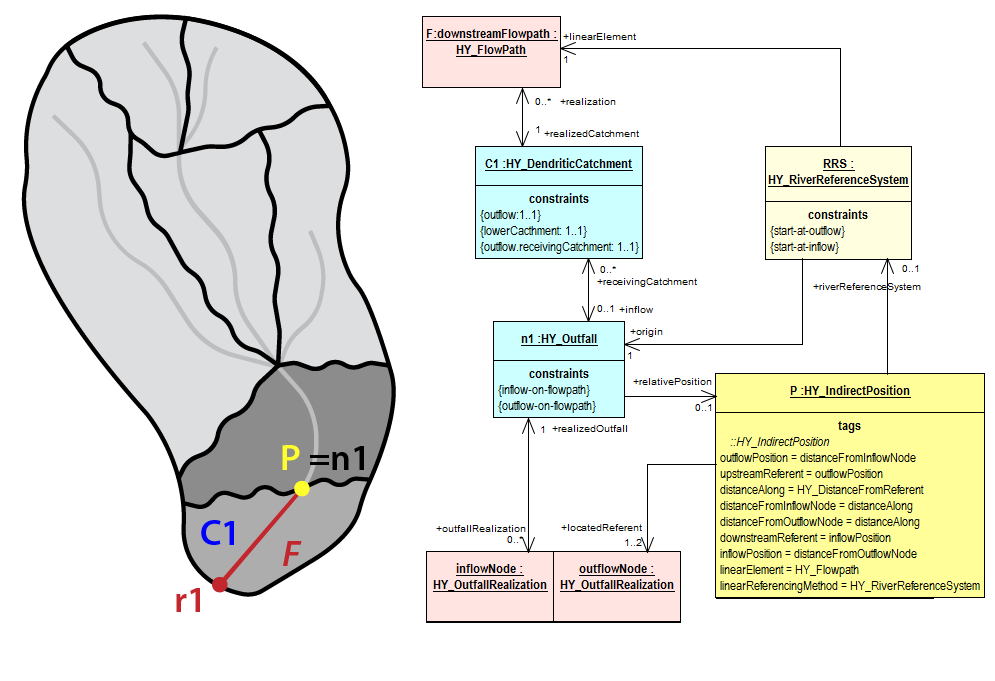 P =n1
C1
F
r1
F:downstreamFlowpath :
HY_FlowPath
+linearElement
1
0..* +realization
1 +realizedCatchment
C1 :HY_DendriticCatchment
constraints
{outflow:1..1}
{lowerCacthment: 1..1}
{outflow.receivingCatchment: 1..1}
RRS :
HY_RiverReferenceSystem
constraints
{start-at-outflow}
{start-at-inflow}
0..*
+receivingCatchment
0..1 +inflow
0..1
+riverReferenceSystem
n1 :HY_Outfall
constraints
{inflow-on-flowpath}
{outflow-on-flowpath}
+origin
1
+relativePosition
0..1
1 +realizedOutfall
P :HY_IndirectPosition
tags
::HY_IndirectPosition
outflowPosition = distanceFromInflowNode
upstreamReferent = outflowPosition
distanceAlong = HY_DistanceFromReferent
distanceFromInflowNode = distanceAlong
distanceFromOutflowNode = distanceAlong
downstreamReferent = inflowPosition
inflowPosition = distanceFromOutflowNode
linearElement = HY_Flowpath
linearReferencingMethod = HY_RiverReferenceSystem
+outfallRealization
0..*
+locatedReferent
1..2
inflowNode :
HY_OutfallRealization
outflowNode :
HY_OutfallRealization